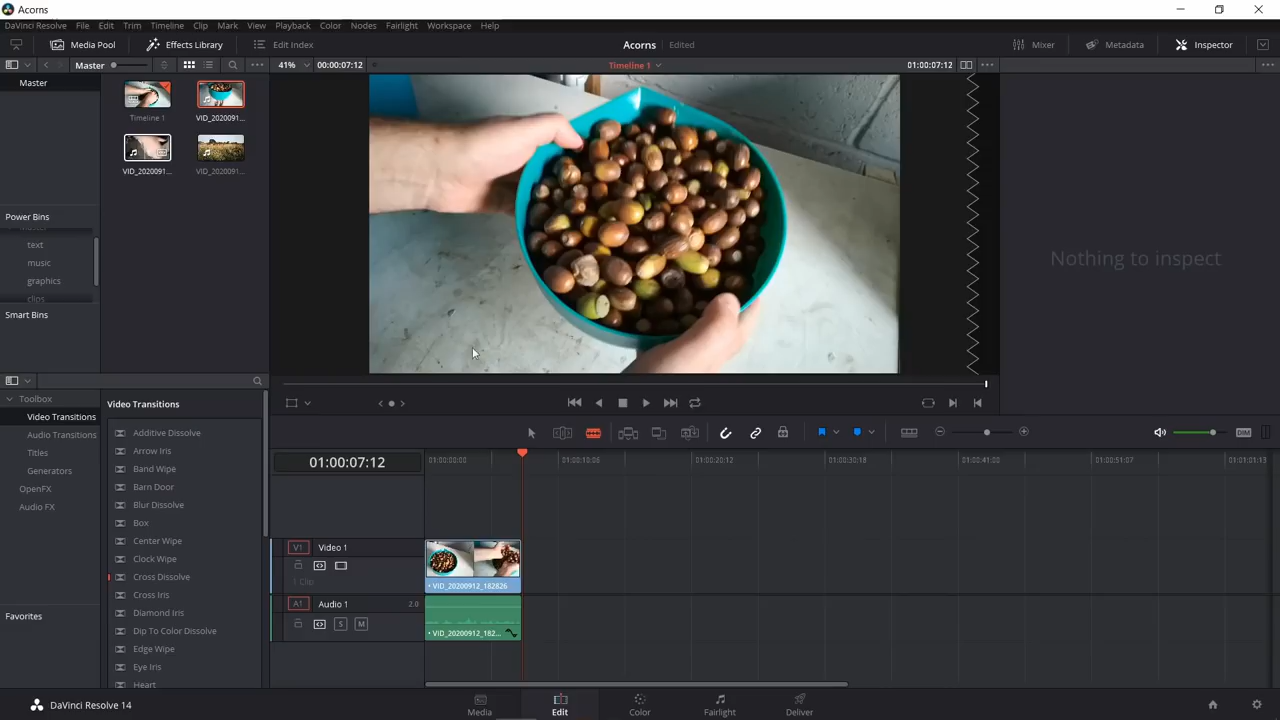 Acorns
DaVinci Resolve File Edit Trim Timeline Clip Mark View Playback Color Nodes Fairlight Workspace Help
Media Pool Effects Library Edit Index Acorns Edited Mixer Metadata Inspector
Master 41% 00:00:07:12 Timeline 1 01:00:07:12
Master
Timeline 1 VID_2020091...
VID_2020091... VID_2020091...
Power Bins
text
music
graphics
clips
Smart Bins
Nothing to inspect
Toolbox
Video Transitions
Audio Transitions
Titles
Generators
OpenFX
Audio FX
Favorites
Video Transitions
Additive Dissolve
Arrow Iris
Band Wipe
Barn Door
Blur Dissolve
Box
Center Wipe
Clock Wipe
Cross Dissolve
Cross Iris
Diamond Iris
Dip To Color Dissolve
Edge Wipe
Eye Iris
Heart
DIM
01:00:07:12
01:00:00:00 01:00:10:06 01:00:20:12 01:00:30:18 01:00:41:00 01:00:51:07 01:01:01:13
V1 Video 1
1 Clip
• VID_20200912_182826
A1 Audio 1 2.0
S M
• VID_20200912_182...
DaVinci Resolve 14
Media Edit Color Fairlight Deliver